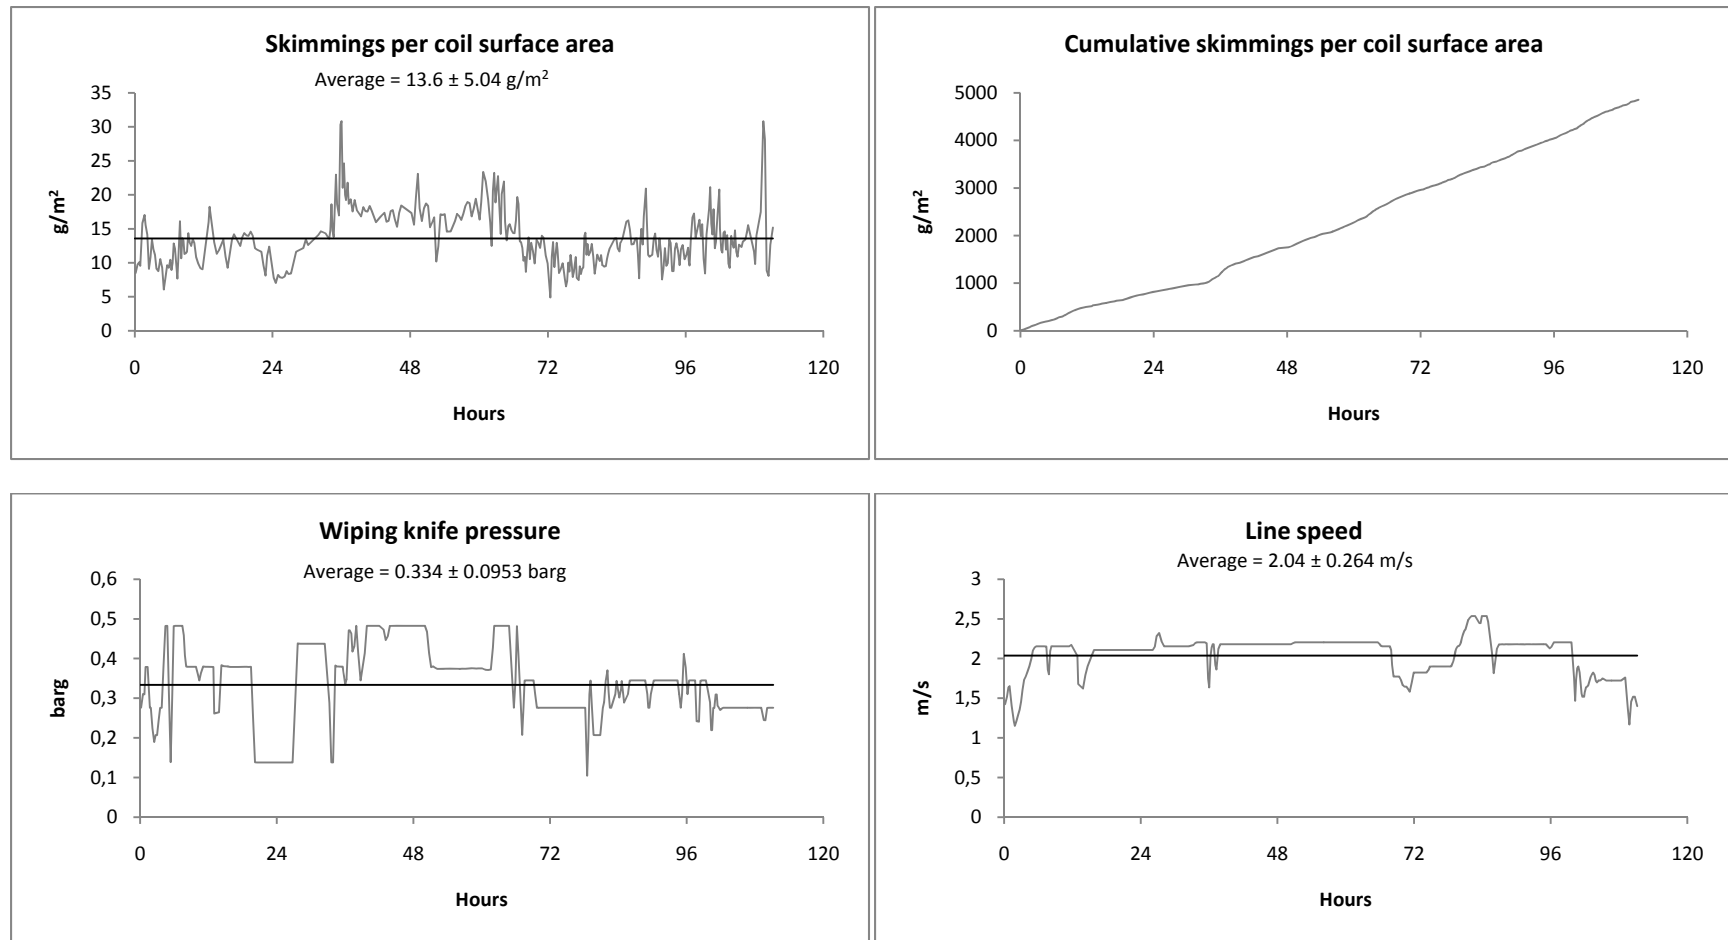 Skimmings per coil surface area
Average = 13.6 ± 5.04 g/m²
35
30
25
20
15
10
5
0
g/m²
0 24 48 72 96 120
Hours
Cumulative skimmings per coil surface area
5000
4000
3000
2000
1000
0
g/m²
0 24 48 72 96 120
Hours
Wiping knife pressure
Average = 0.334 ± 0.0953 barg
0,6
0,5
0,4
0,3
0,2
0,1
0
barg
0 24 48 72 96 120
Hours
Line speed
Average = 2.04 ± 0.264 m/s
3
2,5
2
1,5
1
0,5
0
m/s
0 24 48 72 96 120
Hours